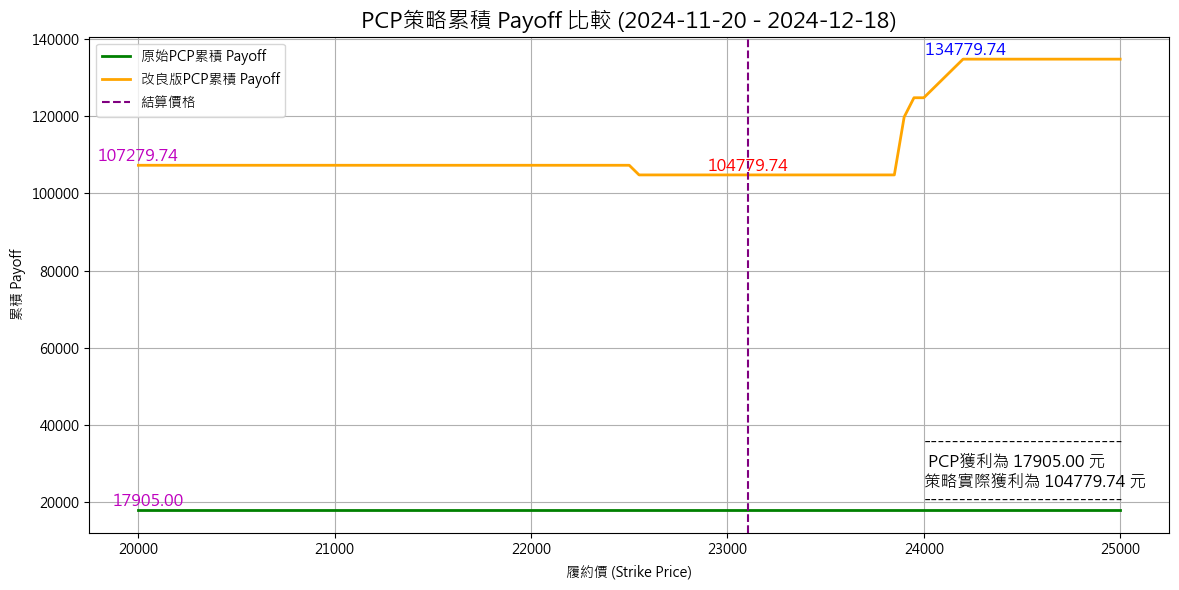 PCP策略累積 Payoff 比較 (2024-11-20 - 2024-12-18)
原始PCP累積 Payoff
改良版PCP累積 Payoff
結算價格
累積 Payoff
140000
120000
100000
80000
60000
40000
20000
134779.74
107279.74
104779.74
17905.00
PCP獲利為 17905.00 元
策略實際獲利為 104779.74 元
20000
21000
22000
23000
24000
25000
履約價 (Strike Price)